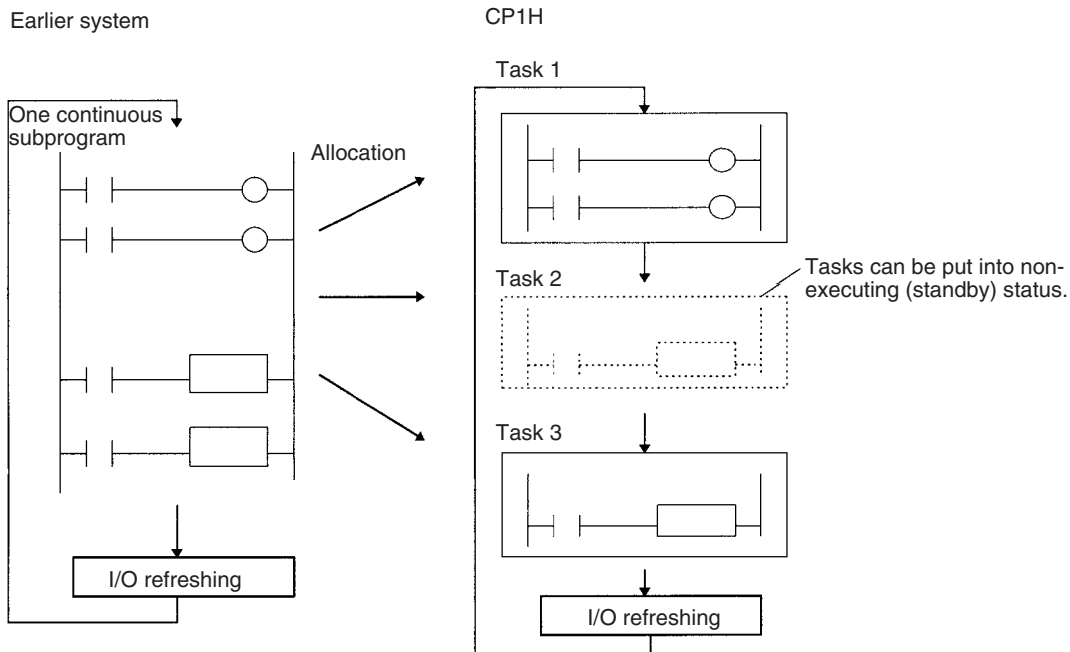 Earlier system
CP1H
One continuous
subprogram
Allocation
I/O refreshing
Task 1
Task 2
Tasks can be put into non-
executing (standby) status.
Task 3
I/O refreshing